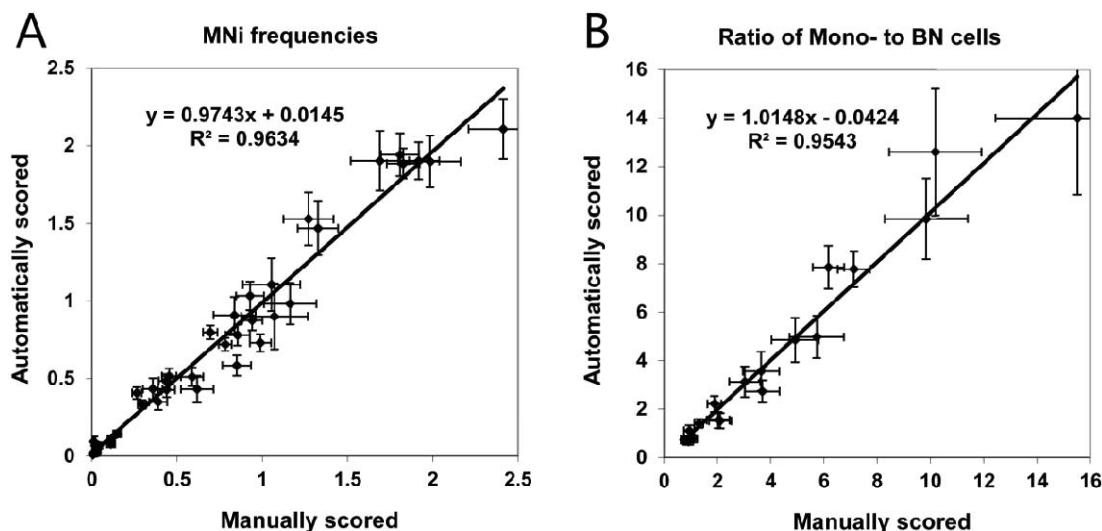 A
MNi frequencies
y = 0.9743x + 0.0145
R² = 0.9634
Automatically scored
2.5
2
1.5
1
0.5
0
0 0.5 1 1.5 2 2.5
Manually scored
B
Ratio of Mono- to BN cells
y = 1.0148x - 0.0424
R² = 0.9543
Automatically scored
16
14
12
10
8
6
4
2
0
0 2 4 6 8 10 12 14 16
Manually scored